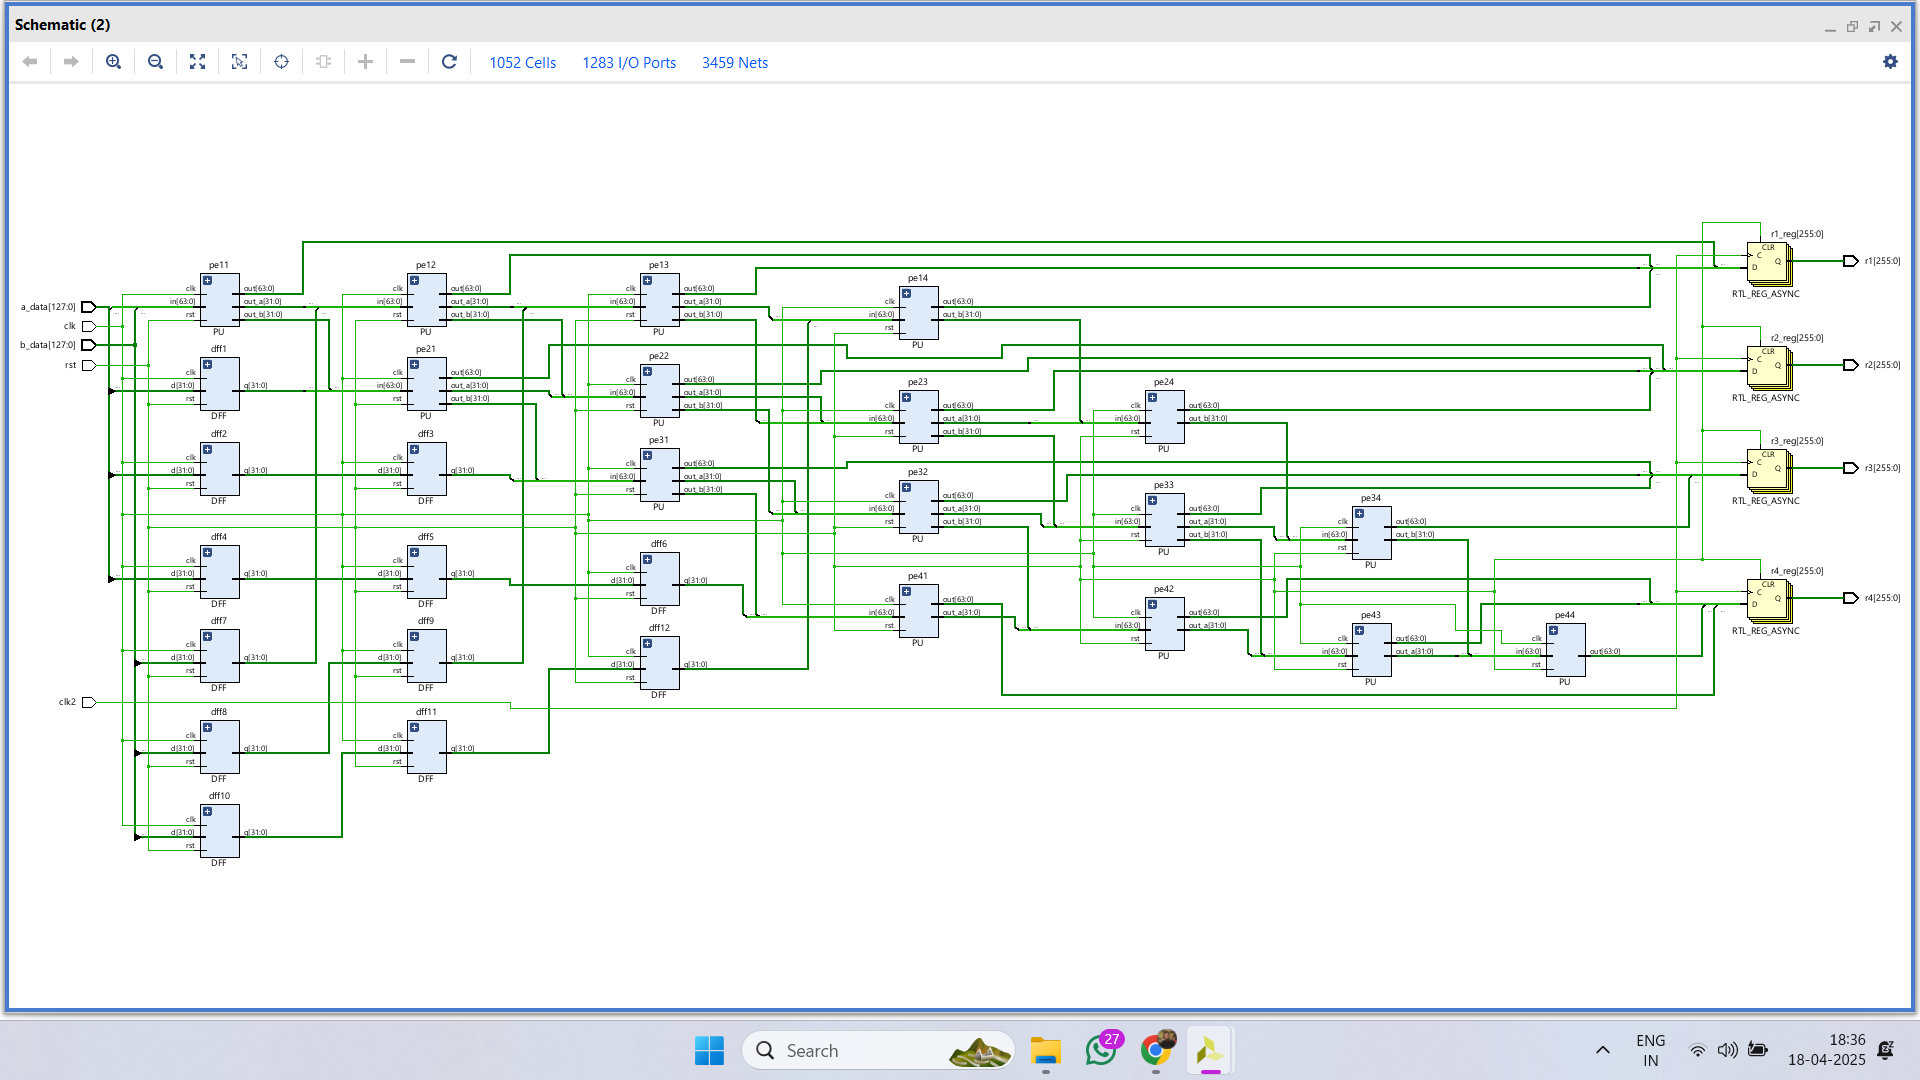 Schematic (2)
1052 Cells 1283 I/O Ports 3459 Nets
a_data[127:0]
clk
b_data[127:0]
rst
clk2
pe11
clk
in[63:0]
rst
out[63:0]
out_a[31:0]
out_b[31:0]
PU
dff1
clk
d[31:0]
rst
q[31:0]
DFF
dff2
clk
d[31:0]
rst
q[31:0]
DFF
dff4
clk
d[31:0]
rst
q[31:0]
DFF
dff7
clk
d[31:0]
rst
q[31:0]
DFF
dff8
clk
d[31:0]
rst
q[31:0]
DFF
dff10
clk
d[31:0]
rst
q[31:0]
DFF
pe12
clk
in[63:0]
rst
out[63:0]
out_a[31:0]
out_b[31:0]
PU
pe21
clk
in[63:0]
rst
out[63:0]
out_a[31:0]
out_b[31:0]
PU
dff3
clk
d[31:0]
rst
q[31:0]
DFF
dff5
clk
d[31:0]
rst
q[31:0]
DFF
dff9
clk
d[31:0]
rst
q[31:0]
DFF
dff11
clk
d[31:0]
rst
q[31:0]
DFF
pe13
clk
in[63:0]
rst
out[63:0]
out_a[31:0]
out_b[31:0]
PU
pe22
clk
in[63:0]
rst
out[63:0]
out_a[31:0]
out_b[31:0]
PU
pe31
clk
in[63:0]
rst
out[63:0]
out_a[31:0]
out_b[31:0]
PU
dff6
clk
d[31:0]
rst
q[31:0]
DFF
dff12
clk
d[31:0]
rst
q[31:0]
DFF
pe14
clk
in[63:0]
rst
out[63:0]
out_b[31:0]
PU
pe23
clk
in[63:0]
rst
out[63:0]
out_a[31:0]
out_b[31:0]
PU
pe32
clk
in[63:0]
rst
out[63:0]
out_a[31:0]
out_b[31:0]
PU
pe41
clk
in[63:0]
rst
out[63:0]
out_a[31:0]
PU
pe24
clk
in[63:0]
rst
out[63:0]
out_b[31:0]
PU
pe33
clk
in[63:0]
rst
out[63:0]
out_a[31:0]
out_b[31:0]
PU
pe42
clk
in[63:0]
rst
out[63:0]
out_a[31:0]
PU
pe34
clk
in[63:0]
rst
out[63:0]
out_b[31:0]
PU
pe43
clk
in[63:0]
rst
out[63:0]
out_a[31:0]
PU
pe44
clk
in[63:0]
rst
out[63:0]
PU
r1_reg[255:0]
CLR
C
D
Q
RTL_REG_ASYNC
r1[255:0]
r2_reg[255:0]
CLR
C
D
Q
RTL_REG_ASYNC
r2[255:0]
r3_reg[255:0]
CLR
C
D
Q
RTL_REG_ASYNC
r3[255:0]
r4_reg[255:0]
CLR
C
D
Q
RTL_REG_ASYNC
r4[255:0]
Search
27
ENG
IN
18:36
18-04-2025